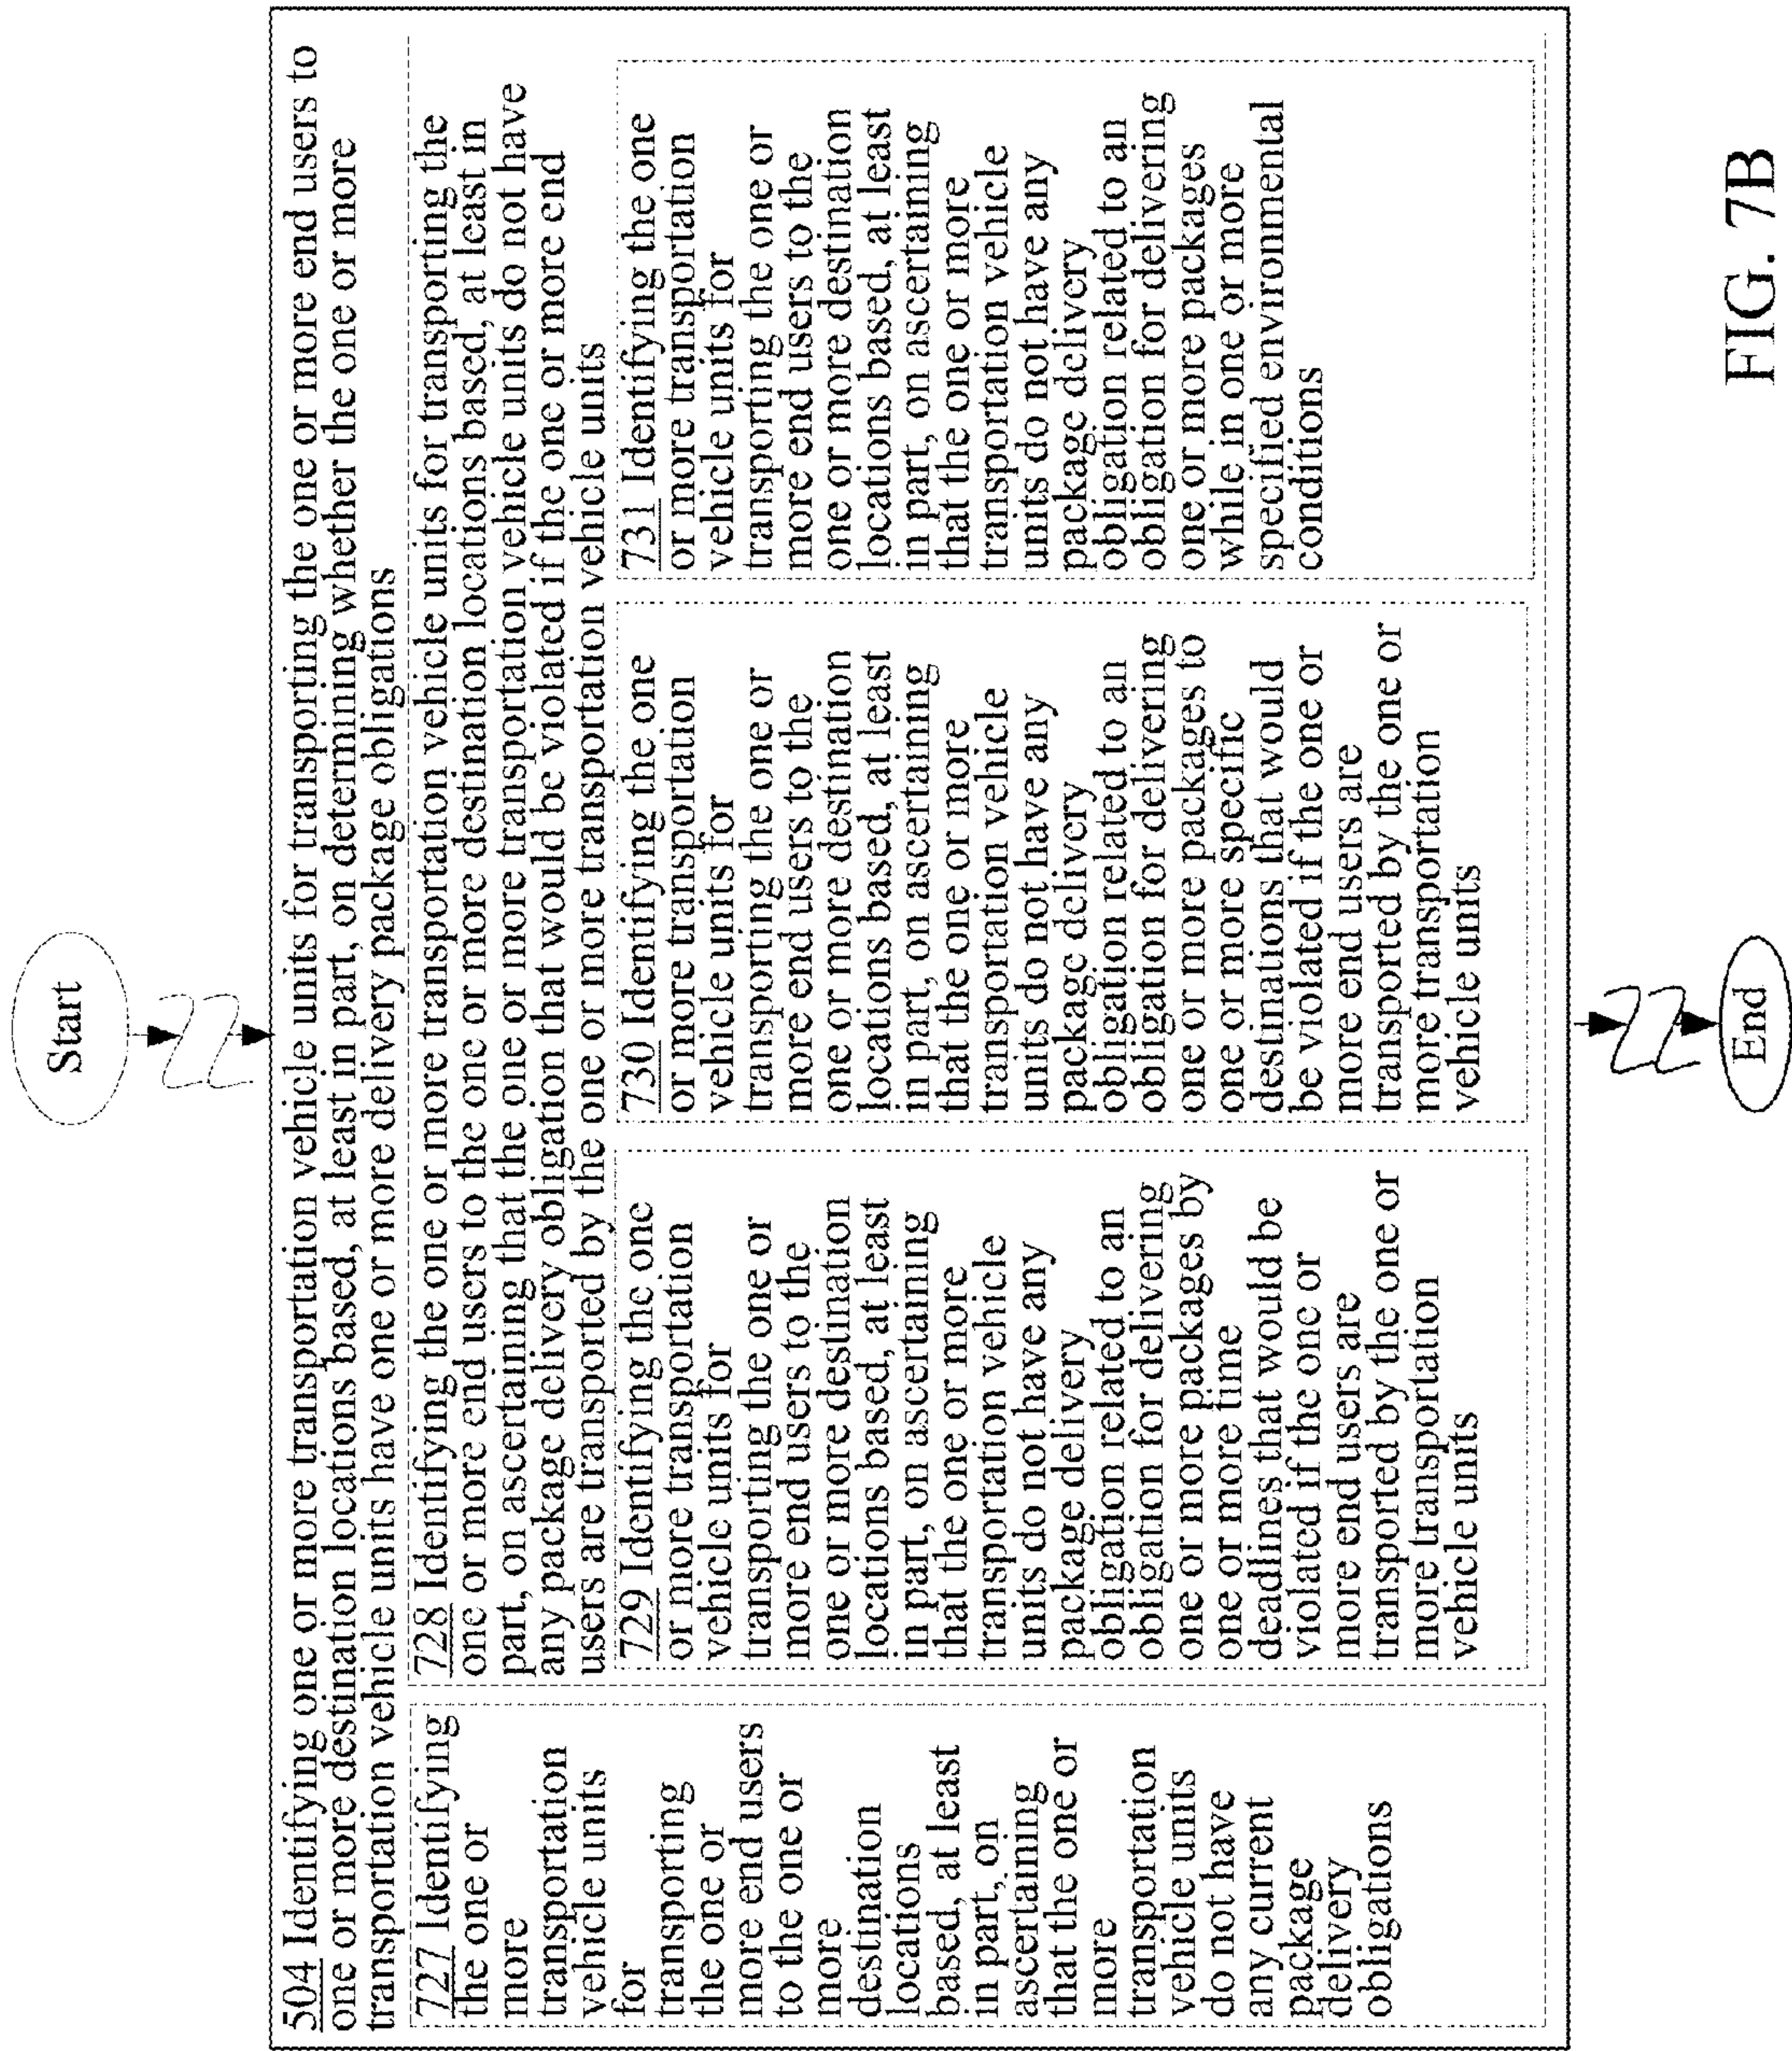 Start
504 Identifying one or more transportation vehicle units for transporting the one or more end users to
one or more destination locations based, at least in part, on determining whether the one or more
transportation vehicle units have one or more delivery package obligations
727 Identifying
the one or
more
transportation
vehicle units
for
transporting
the one or
more end users
to the one or
more
destination
locations
based, at least
in part, on
ascertaining
that the one or
more
transportation
vehicle units
do not have
any current
package
delivery
obligations
728 Identifying the one or more transportation vehicle units for transporting the
one or more end users to the one or more destination locations based, at least in
part, on ascertaining that the one or more transportation vehicle units do not have
any package delivery obligation that would be violated if the one or more end
users are transported by the one or more transportation vehicle units
729 Identifying the one
or more transportation
vehicle units for
transporting the one or
more end users to the
one or more destination
locations based, at least
in part, on ascertaining
that the one or more
transportation vehicle
units do not have any
package delivery
obligation related to an
obligation for delivering
one or more packages by
one or more time
deadlines that would be
violated if the one or
more end users are
transported by the one or
more transportation
vehicle units
730 Identifying the one
or more transportation
vehicle units for
transporting the one or
more end users to the
one or more destination
locations based, at least
in part, on ascertaining
that the one or more
transportation vehicle
units do not have any
package delivery
obligation related to an
obligation for delivering
one or more packages to
one or more specific
destinations that would
be violated if the one or
more end users are
transported by the one or
more transportation
vehicle units
731 Identifying the one
or more transportation
vehicle units for
transporting the one or
more end users to the
one or more destination
locations based, at least
in part, on ascertaining
that the one or more
transportation vehicle
units do not have any
package delivery
obligation related to an
obligation for delivering
one or more packages
while in one or more
specified environmental
conditions
End
FIG. 7B